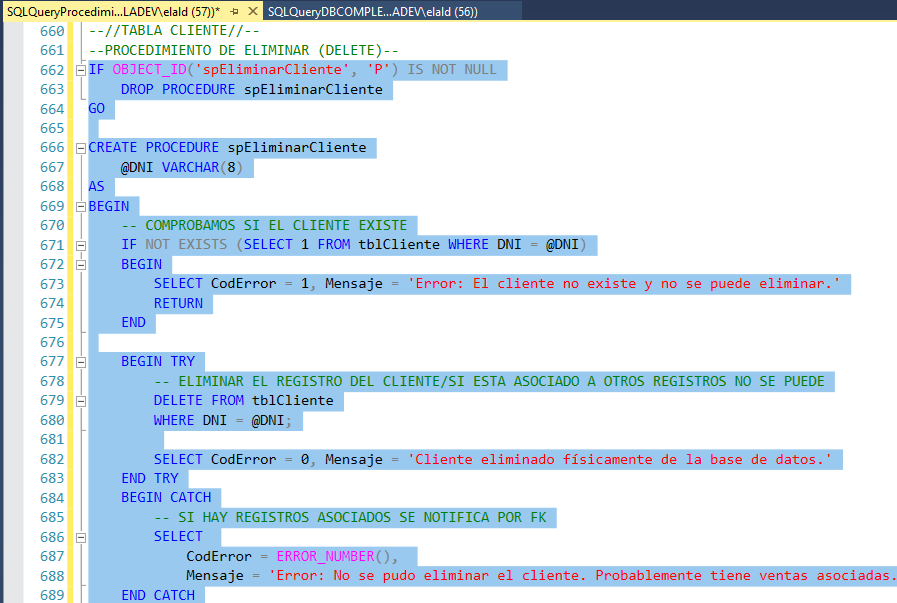 SQLQueryProcedimi...LADEV\elaId (57))*
SQLQueryDBCOMPLE...ADEV\elaId (56))
660 --//TABLA CLIENTE//--
661 --PROCEDIMIENTO DE ELIMINAR (DELETE)--
662 IF OBJECT_ID('spEliminarCliente', 'P') IS NOT NULL
663 DROP PROCEDURE spEliminarCliente
664 GO
665
666 CREATE PROCEDURE spEliminarCliente
667 @DNI VARCHAR(8)
668 AS
669 BEGIN
670 -- COMPROBAMOS SI EL CLIENTE EXISTE
671 IF NOT EXISTS (SELECT 1 FROM tblCliente WHERE DNI = @DNI)
672 BEGIN
673 SELECT CodError = 1, Mensaje = 'Error: El cliente no existe y no se puede eliminar.'
674 RETURN
675 END
676
677 BEGIN TRY
678 -- ELIMINAR EL REGISTRO DEL CLIENTE/SI ESTA ASOCIADO A OTROS REGISTROS NO SE PUEDE
679 DELETE FROM tblCliente
680 WHERE DNI = @DNI;
681
682 SELECT CodError = 0, Mensaje = 'Cliente eliminado físicamente de la base de datos.'
683 END TRY
684 BEGIN CATCH
685 -- SI HAY REGISTROS ASOCIADOS SE NOTIFICA POR FK
686 SELECT
687 CodError = ERROR_NUMBER(),
688 Mensaje = 'Error: No se pudo eliminar el cliente. Probablemente tiene ventas asociadas.
689 END CATCH